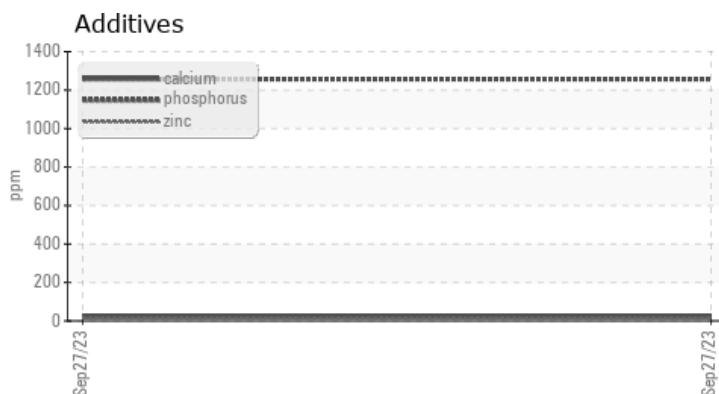 Additives
1400
1200
1000
800
600
400
200
0
ppm
calcium
phosphorus
zinc
Sep27/23
Sep27/23